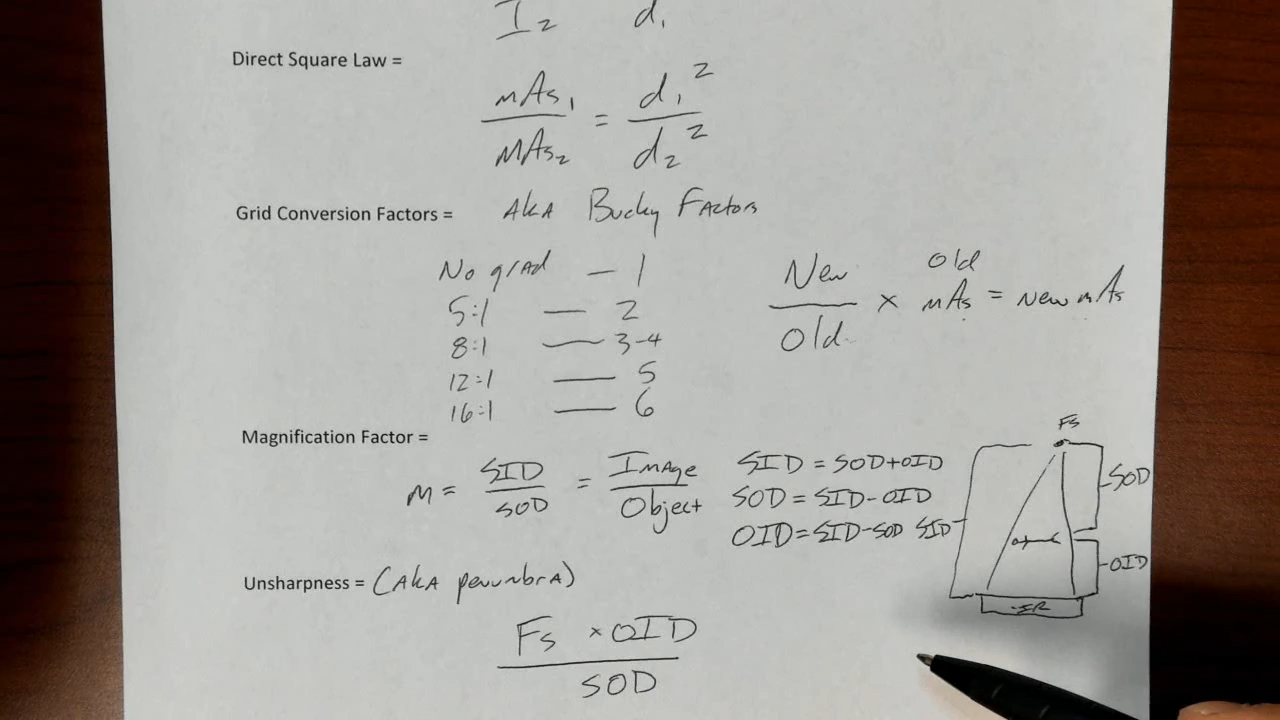 I₂ d₁
Direct Square Law =
mAs₁ / mAs₂ = d₁² / d₂²
Grid Conversion Factors = AKA Bucky Factors
No grid — 1
5:1 — 2
8:1 — 3-4
12:1 — 5
16:1 — 6
New / Old × Old mAs = New mAs
Magnification Factor =
M = SID / SOD = Image / Object
SID = SOD+OID
SOD = SID-OID
OID = SID-SOD
FS
SOD
SID
object
OID
IR
Unsharpness = (AKA penumbra)
Fs × OID / SOD